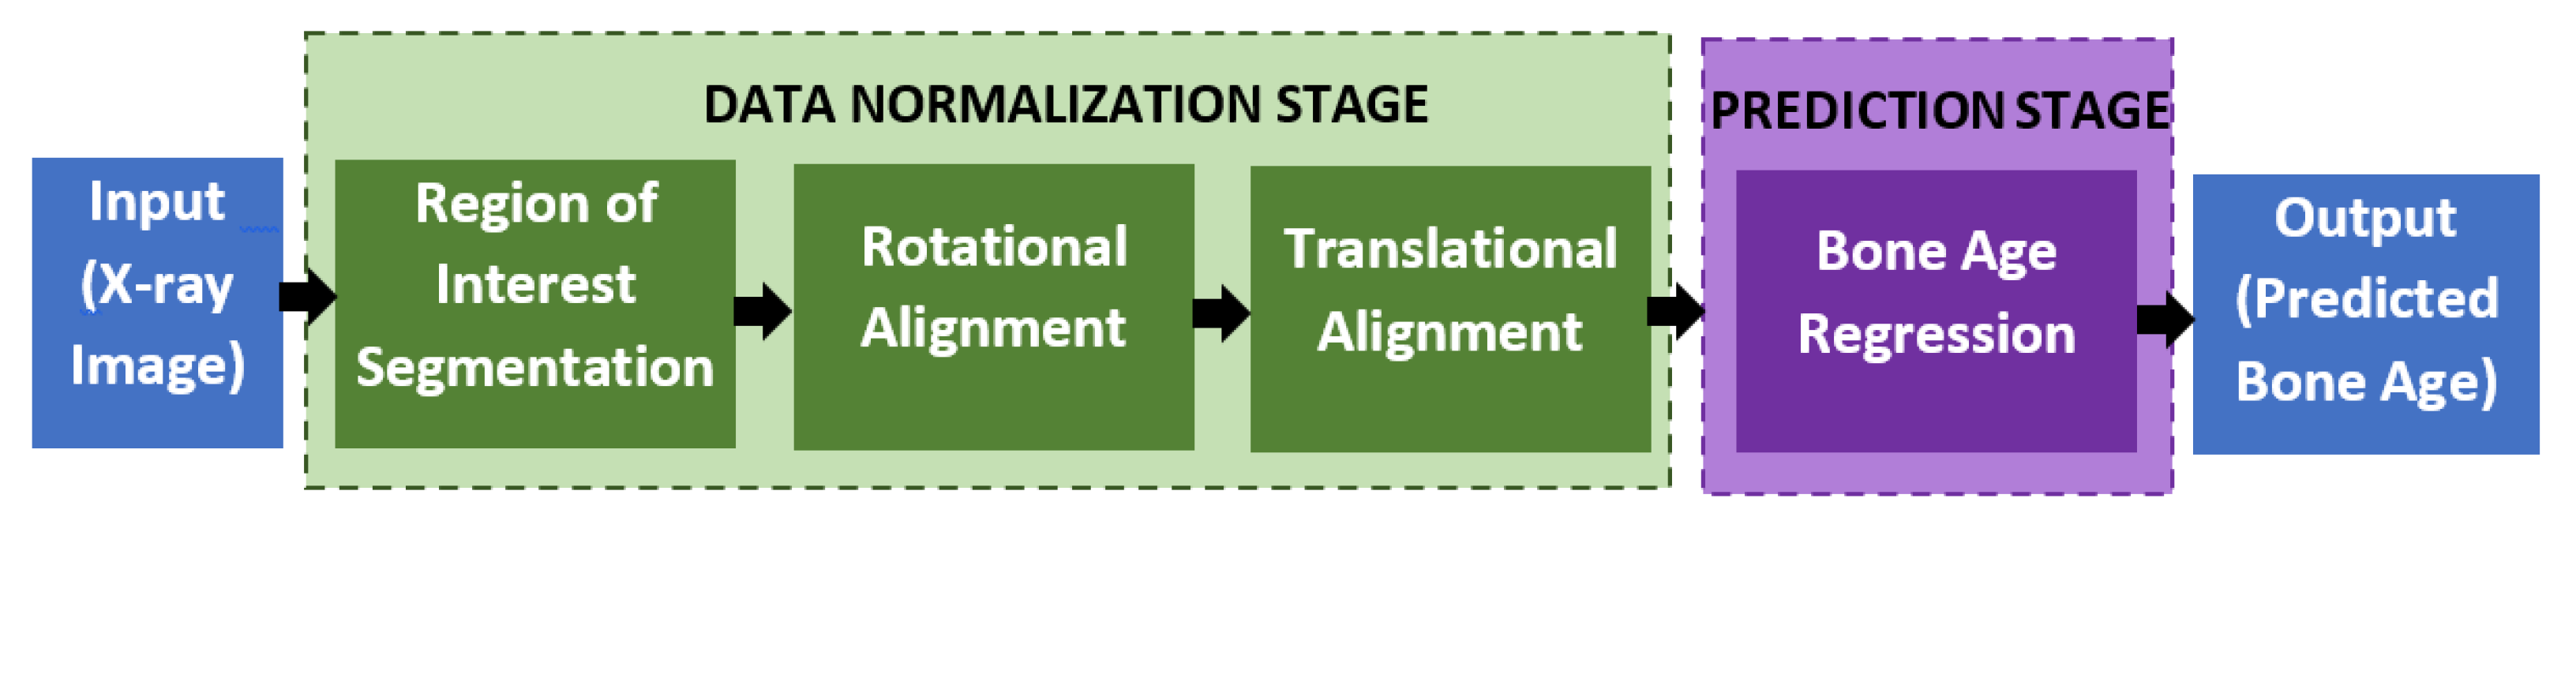 DATA NORMALIZATION STAGE
PREDICTION STAGE
Input
(X-ray
Image)
Region of
Interest
Segmentation
Rotational
Alignment
Translational
Alignment
Bone Age
Regression
Output
(Predicted
Bone Age)